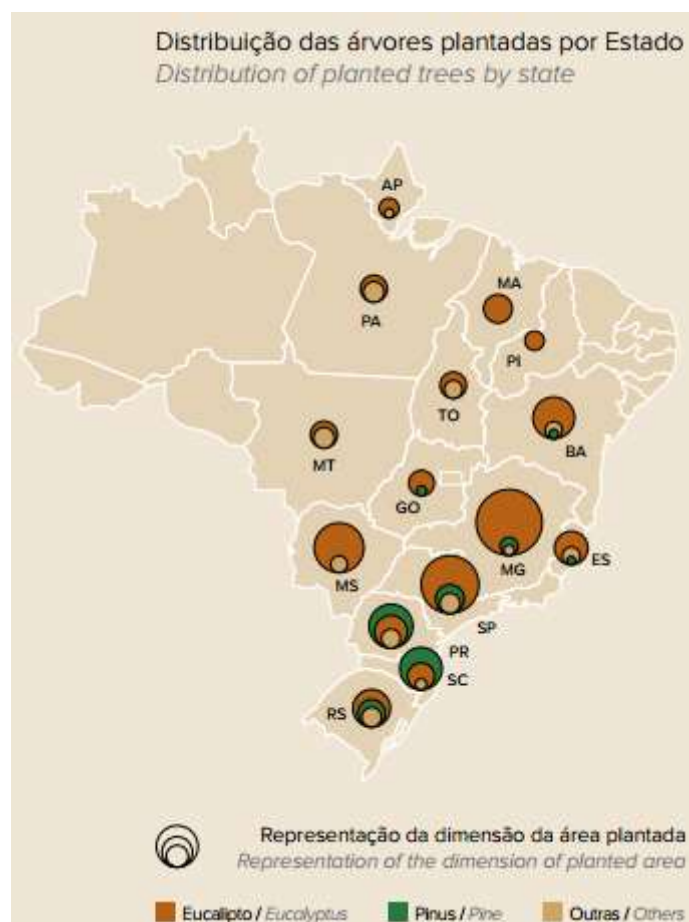 Distribuição das árvores plantadas por Estado
Distribution of planted trees by state
AP
PA
MA
PI
TO
BA
MT
GO
MS
MG
ES
SP
PR
SC
RS
Representação da dimensão da área plantada
Representation of the dimension of planted area
Eucalipto / Eucalyptus
Pinus / Pine
Outras / Others